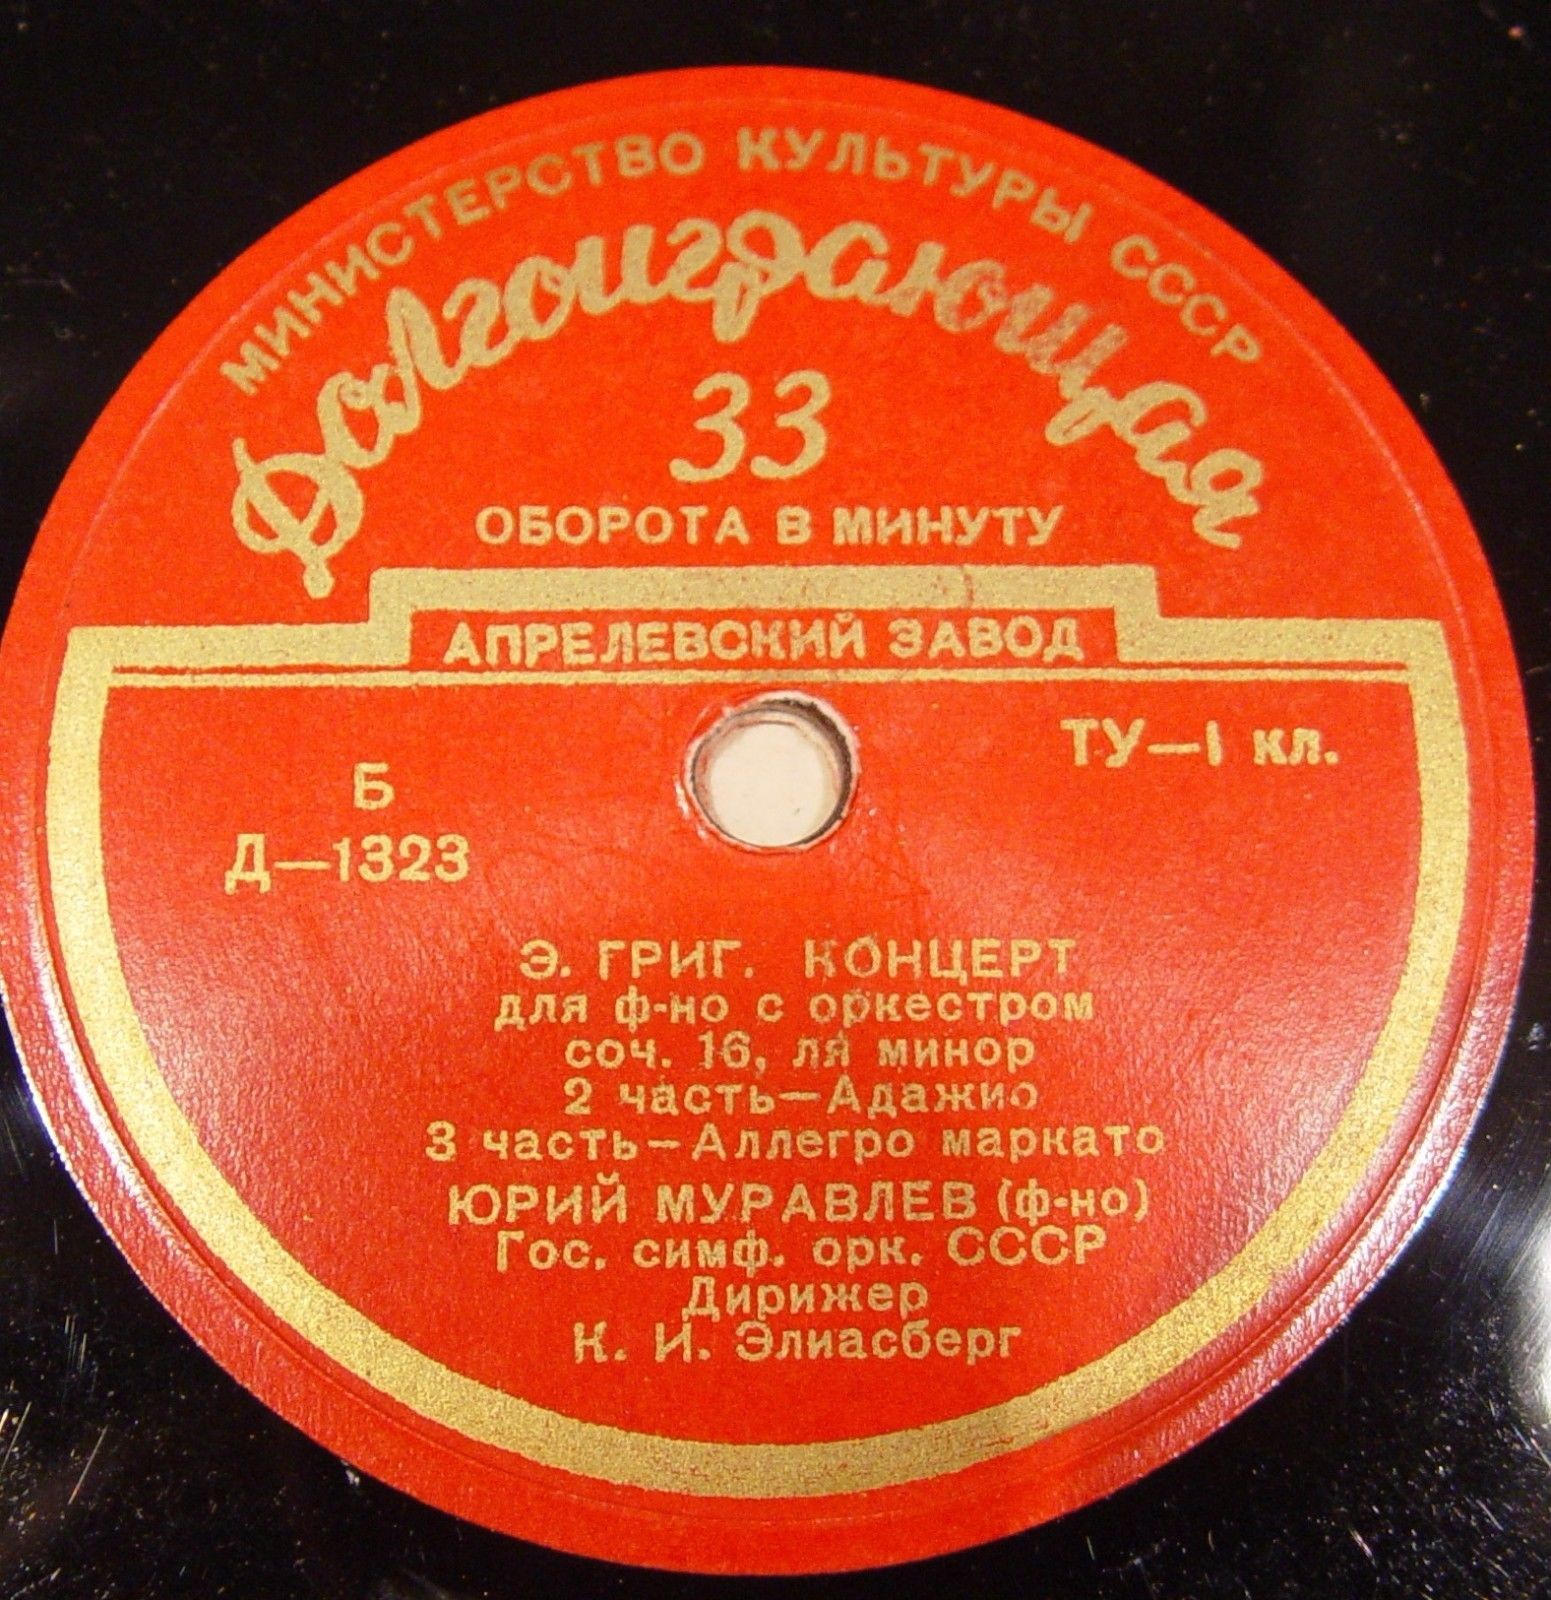 МИНИСТЕРСТВО КУЛЬТУРЫ СССР
Долгоиграющая
33
ОБОРОТА В МИНУТУ
АПРЕЛЕВСКИЙ ЗАВОД
ТУ—I кл.
Б
Д—1323
Э. ГРИГ. КОНЦЕРТ
для ф-но с оркестром
соч. 16, ля минор
2 часть—Адажио
3 часть—Аллегро маркато
ЮРИЙ МУРАВЛЕВ (ф-но)
Гос. симф. орк. СССР
Дирижер
К. И. Элиасберг